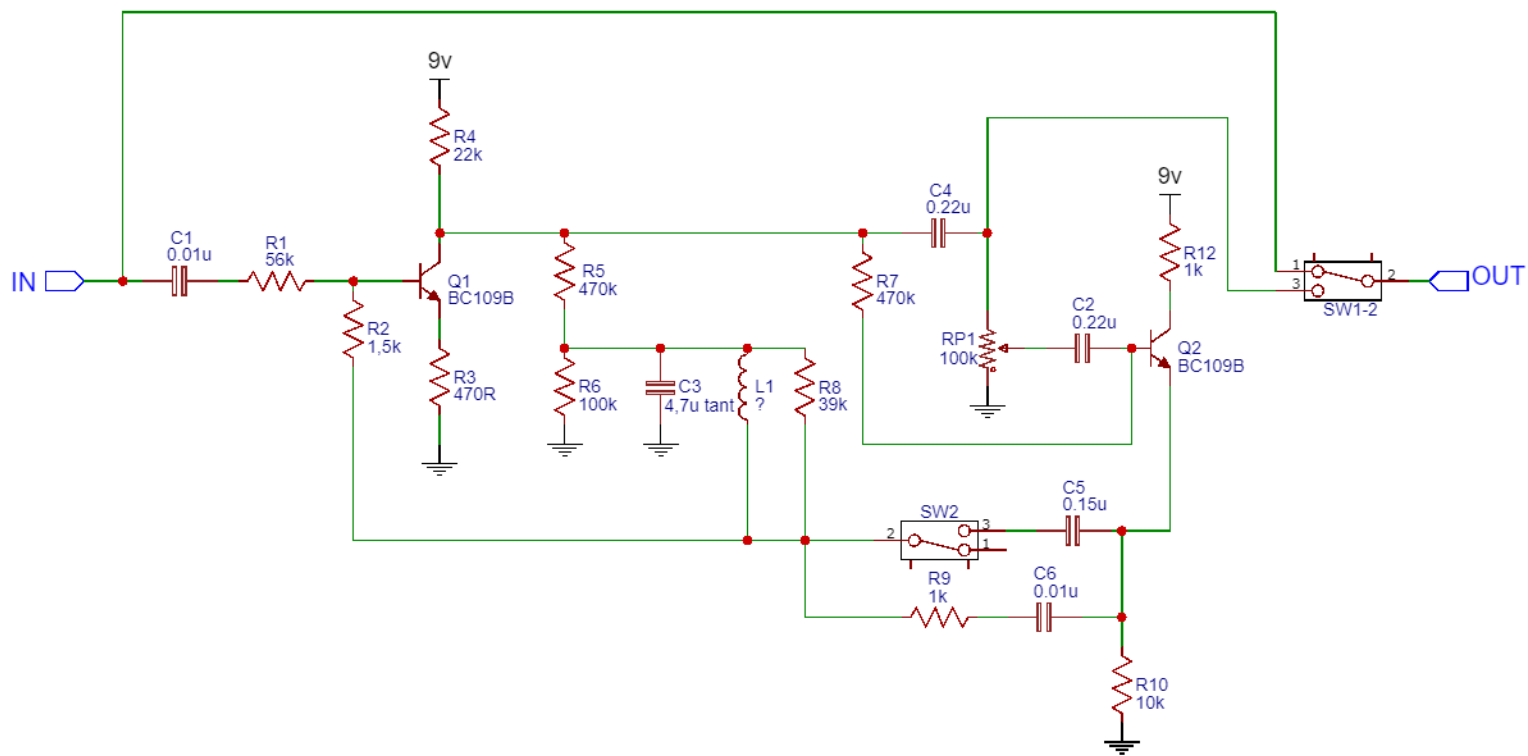 9v
R4
22k
9v
C4
0.22u
R12
1k
C1
0.01u
R1
56k
IN
Q1
BC109B
R5
470k
R7
470k
1
2
3
OUT
SW1-2
R2
1,5k
RP1
100k
C2
0.22u
Q2
BC109B
R3
470R
R6
100k
C3
4,7u tant
L1
?
R8
39k
C5
0.15u
SW2
3
2
1
R9
1k
C6
0.01u
R10
10k